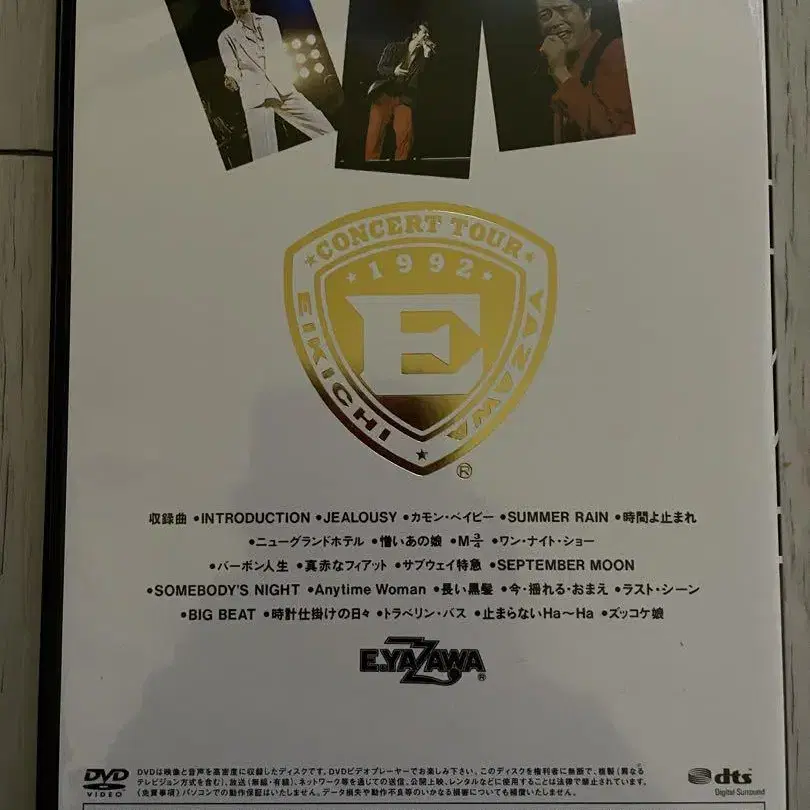 ★CONCERT TOUR★
★1992★
EIKICHI ★ YAZAWA
E
®
収録曲 •INTRODUCTION •JEALOUSY •カモン・ベイビー •SUMMER RAIN •時間よ止まれ
•ニューグランドホテル •憎いあの娘 •M3/4 •ワン・ナイト・ショー
•バーボン人生 •真赤なフィアット •サブウェイ特急 •SEPTEMBER MOON
•SOMEBODY'S NIGHT •Anytime Woman •長い黒髪 •今・揺れる・おまえ •ラスト・シーン
•BIG BEAT •時計仕掛けの日々 •トラベリン・バス •止まらないHa〜Ha •ズッコケ娘
E.YAZAWA®
DVD VIDEO
DVDは映像と音声を高密度に収録したディスクです。DVDビデオプレーヤーでお楽しみ下さい。このディスクを権利者に無断で、複製(異なる
テレビジョン方式を含む)、放送(無線・有線)、ネットワーク等を通じての送信、公開上映、レンタルなどに使用することは法律で禁止されています。
(免責事項)パソコンでの動作保証はいたしません。データ損失や動作不良等のいかなる損害についても補償いたしません。
dts
Digital Surround